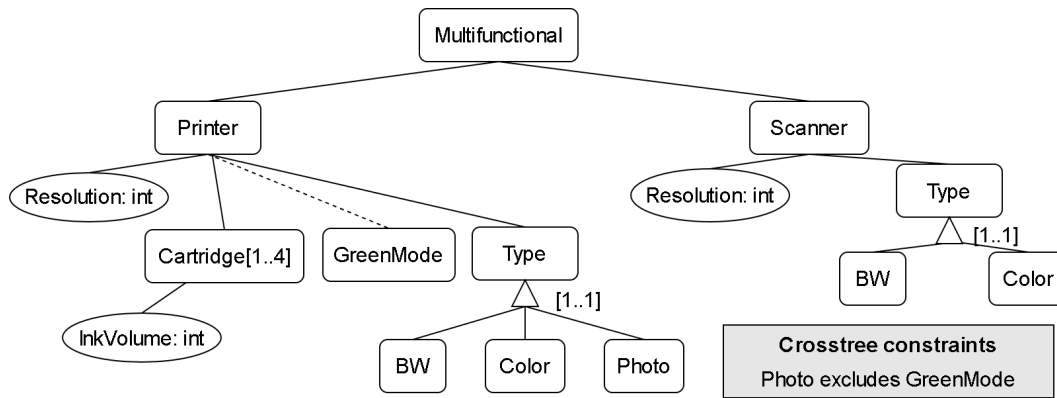 Multifunctional
Printer
Scanner
Resolution: int
Resolution: int
Type
Cartridge[1..4]
GreenMode
Type
[1..1]
[1..1]
BW
Color
InkVolume: int
BW
Color
Photo
Crosstree constraints
Photo excludes GreenMode